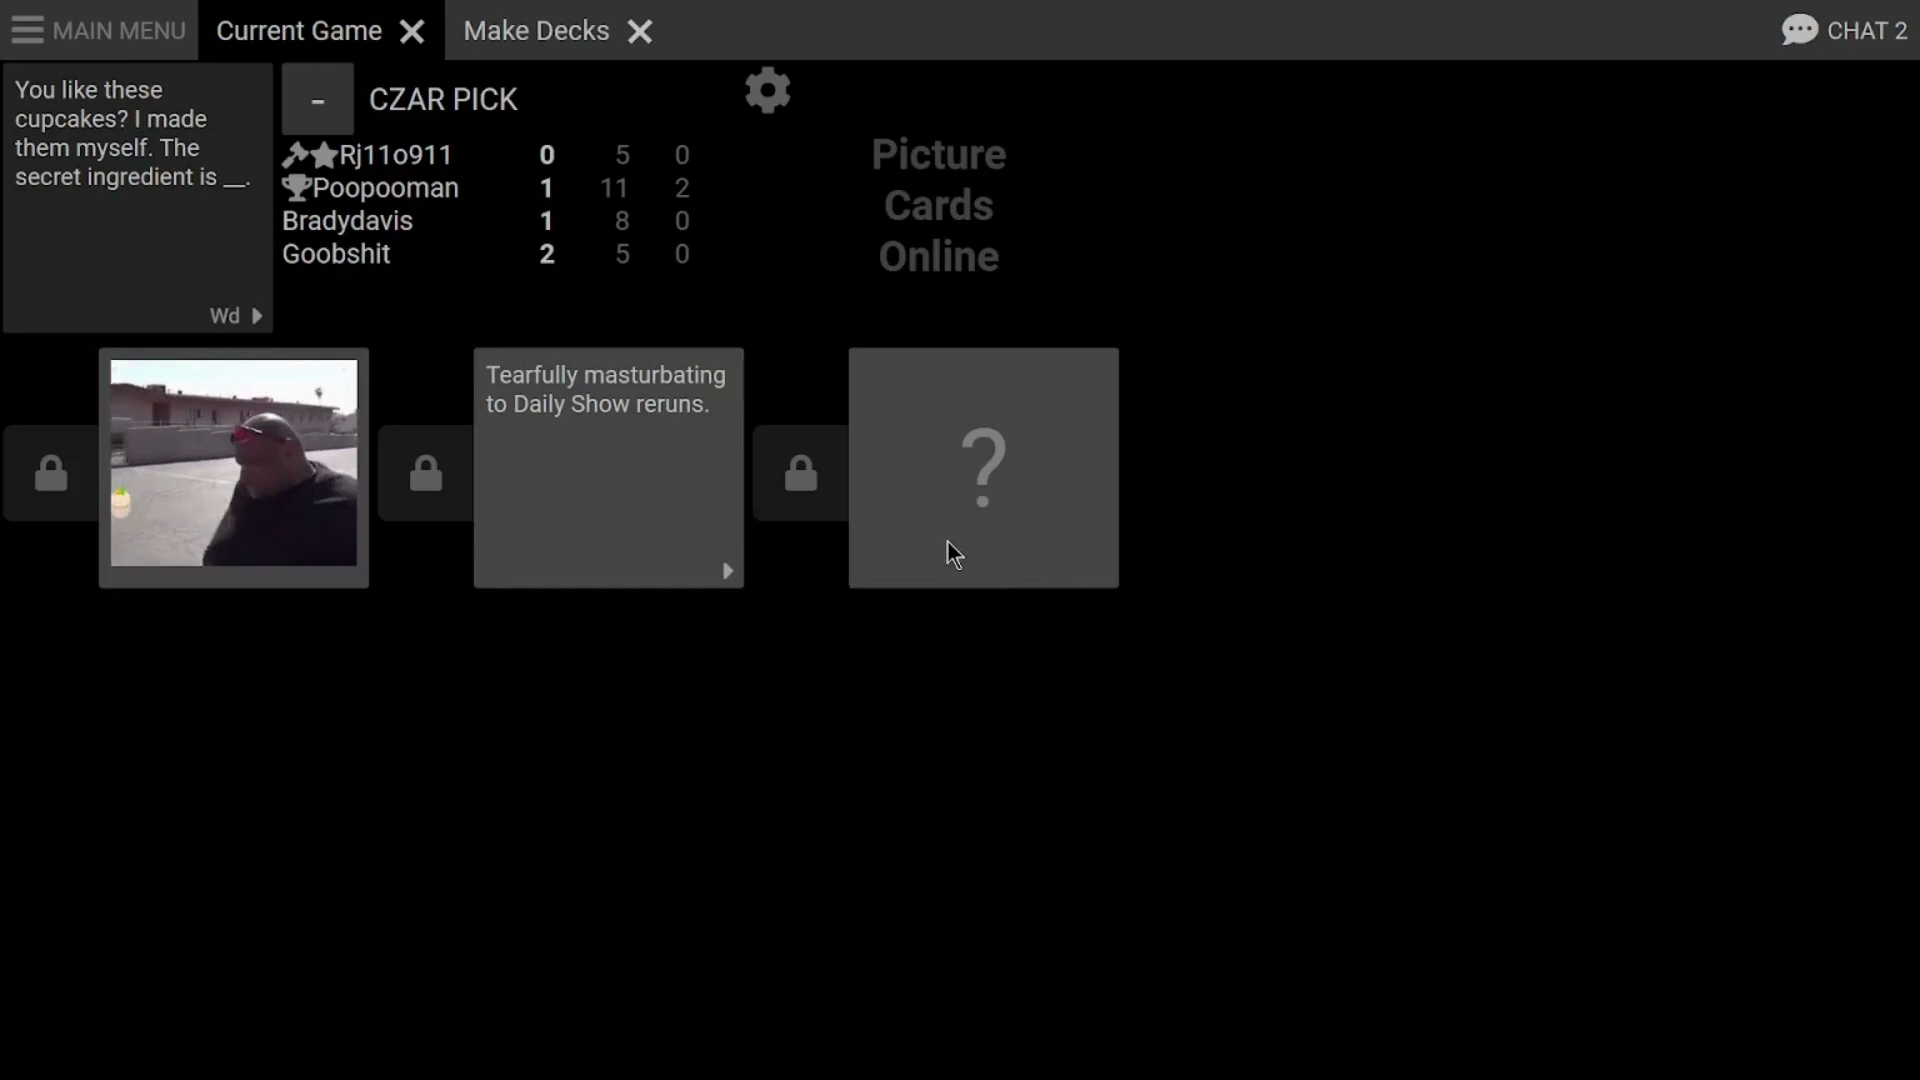 MAIN MENU
Current Game
Make Decks
CHAT 2
You like these
cupcakes? I made
them myself. The
secret ingredient is __.
Wd
-
CZAR PICK
Rj11o911 0 5 0
Poopooman 1 11 2
Bradydavis 1 8 0
Goobshit 2 5 0
Picture
Cards
Online
Tearfully masturbating
to Daily Show reruns.
?